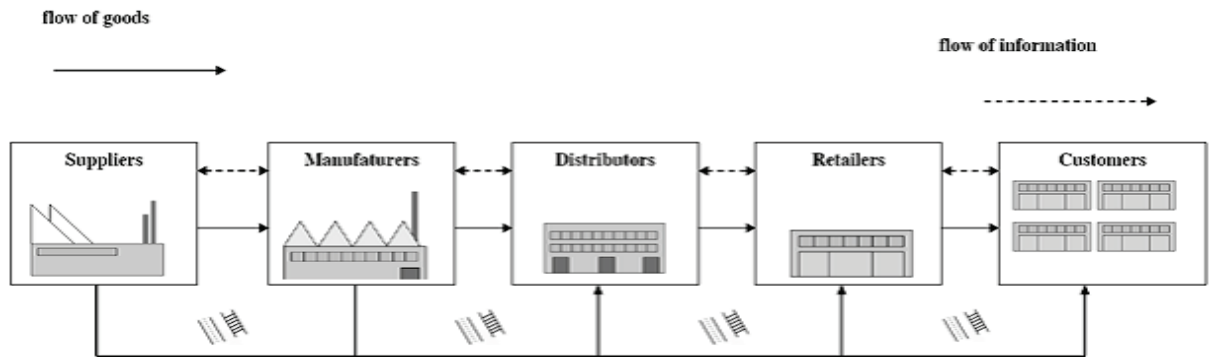 flow of goods
flow of information
Suppliers
Manufaturers
Distributors
Retailers
Customers